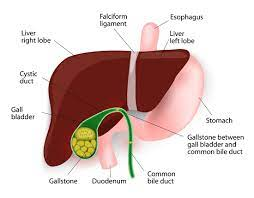 Falciform
ligament
Esophagus
Liver
right lobe
Liver
left lobe
Cystic
duct
Gall
bladder
Stomach
Gallstone between
gall bladder and
common bile duct
Gallstone
Duodenum
Common
bile duct